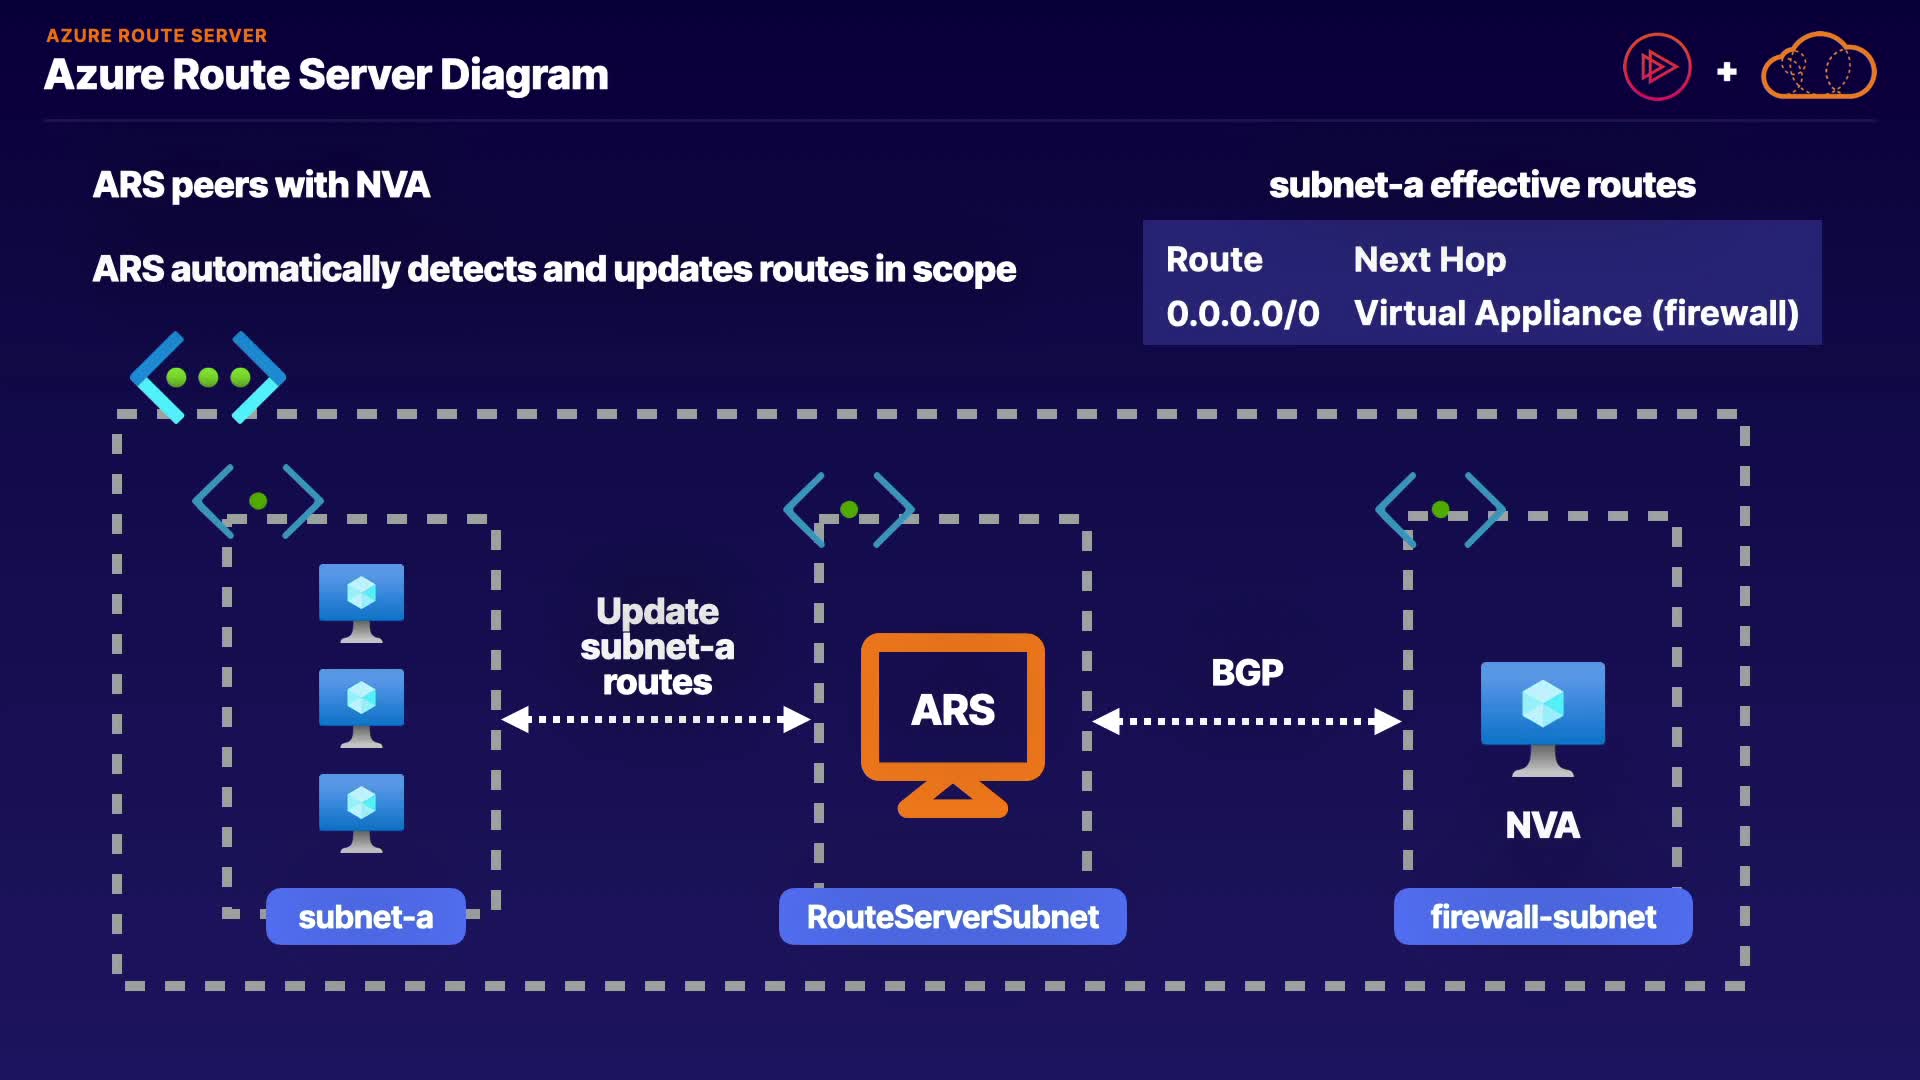 AZURE ROUTE SERVER
Azure Route Server Diagram
ARS peers with NVA
ARS automatically detects and updates routes in scope
subnet-a effective routes
Route Next Hop
0.0.0.0/0 Virtual Appliance (firewall)
Update
subnet-a
routes
ARS
BGP
NVA
subnet-a
RouteServerSubnet
firewall-subnet